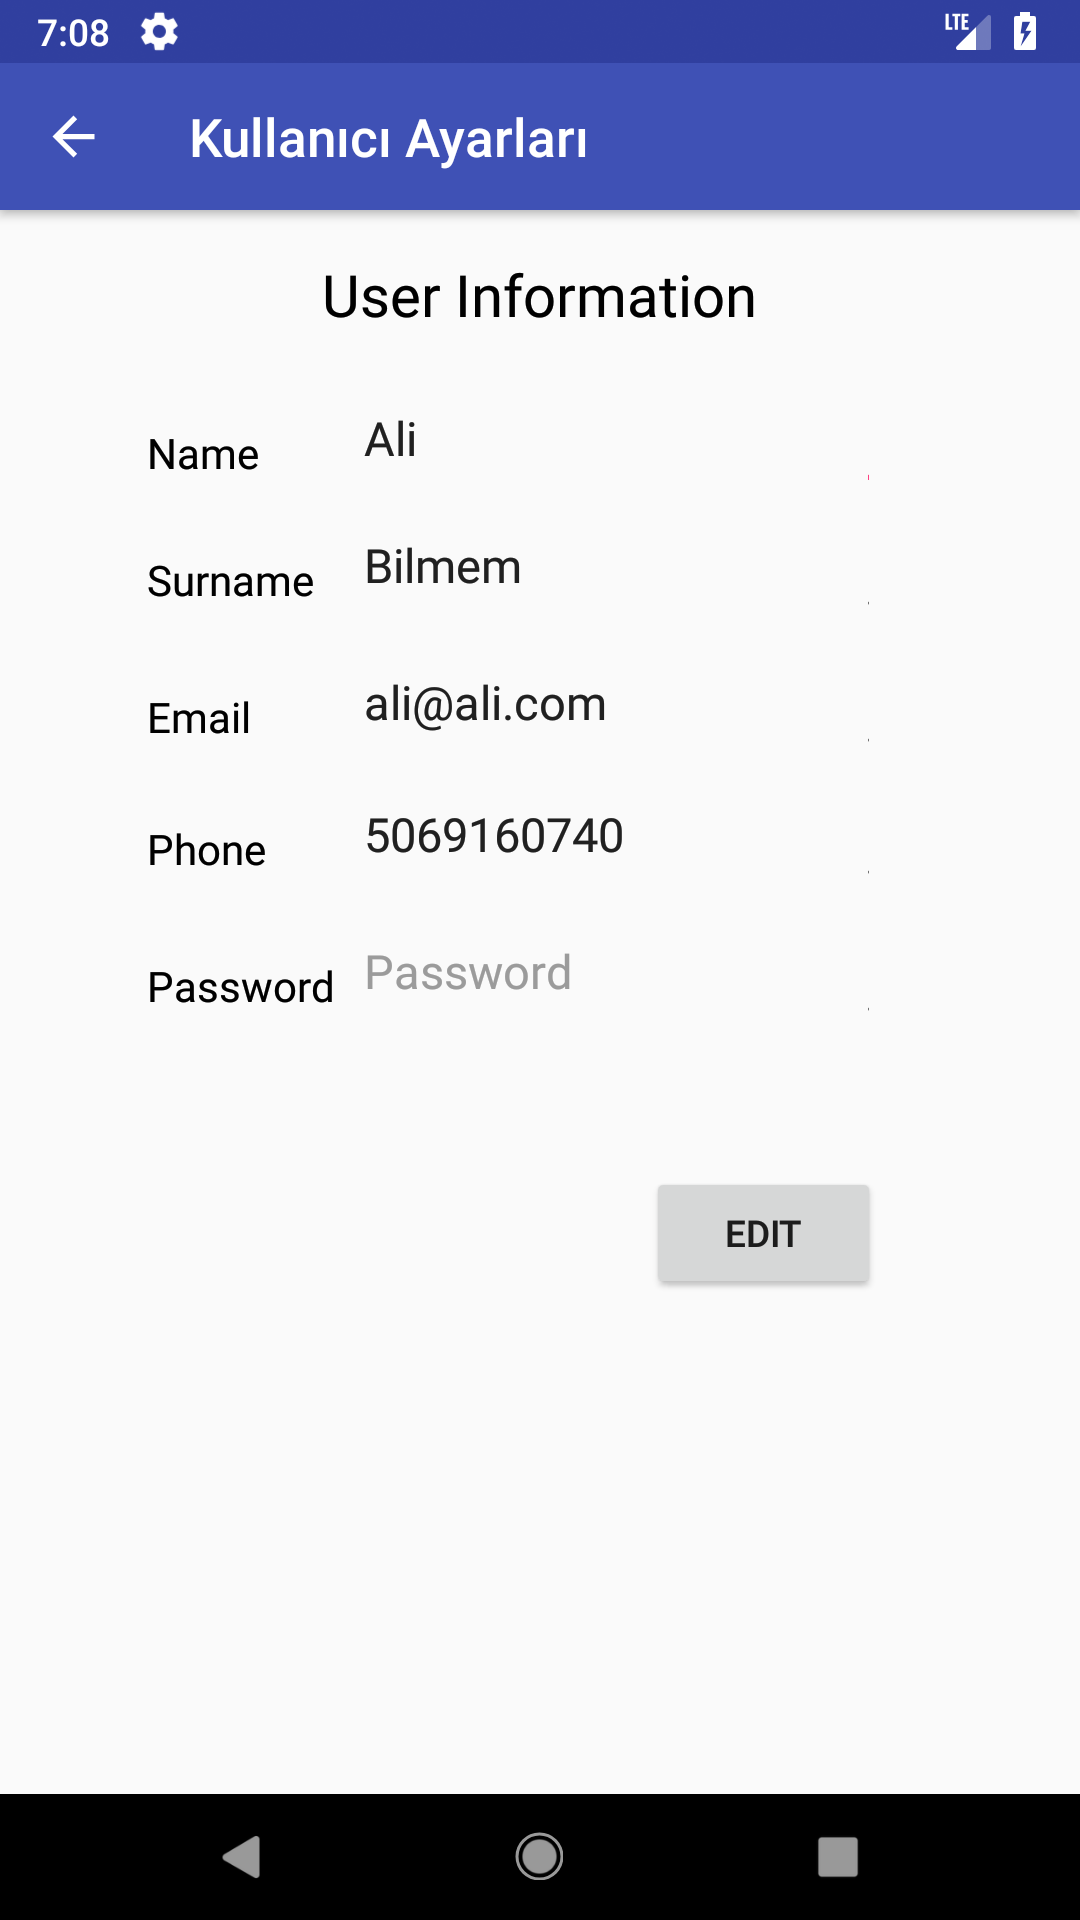 7:08 LTE
Kullanıcı Ayarları
User Information
Name Ali
Surname Bilmem
Email ali@ali.com
Phone 5069160740
Password Password
EDIT